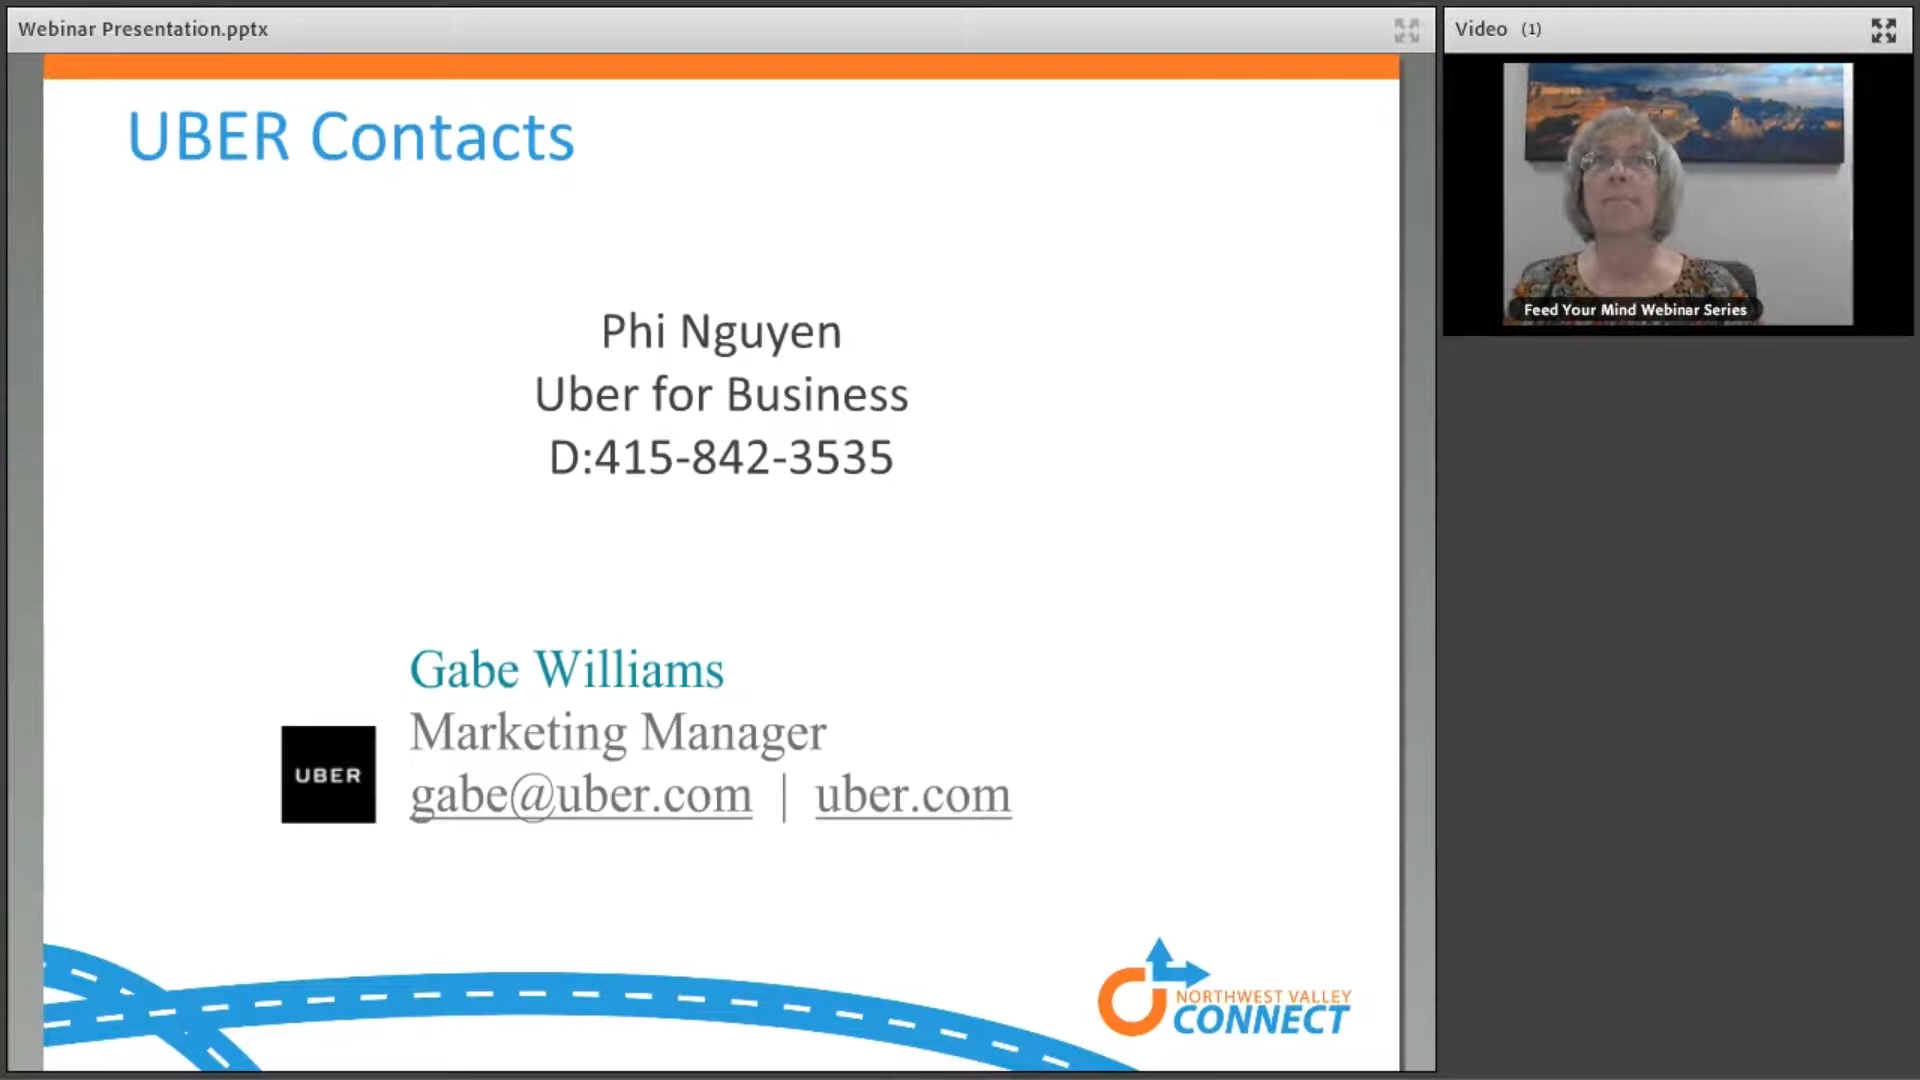 Webinar Presentation.pptx
Video (1)
UBER Contacts
Phi Nguyen
Uber for Business
D:415-842-3535
Gabe Williams
Marketing Manager
UBER
gabe@uber.com | uber.com
NORTHWEST VALLEY
CONNECT
Feed Your Mind Webinar Series